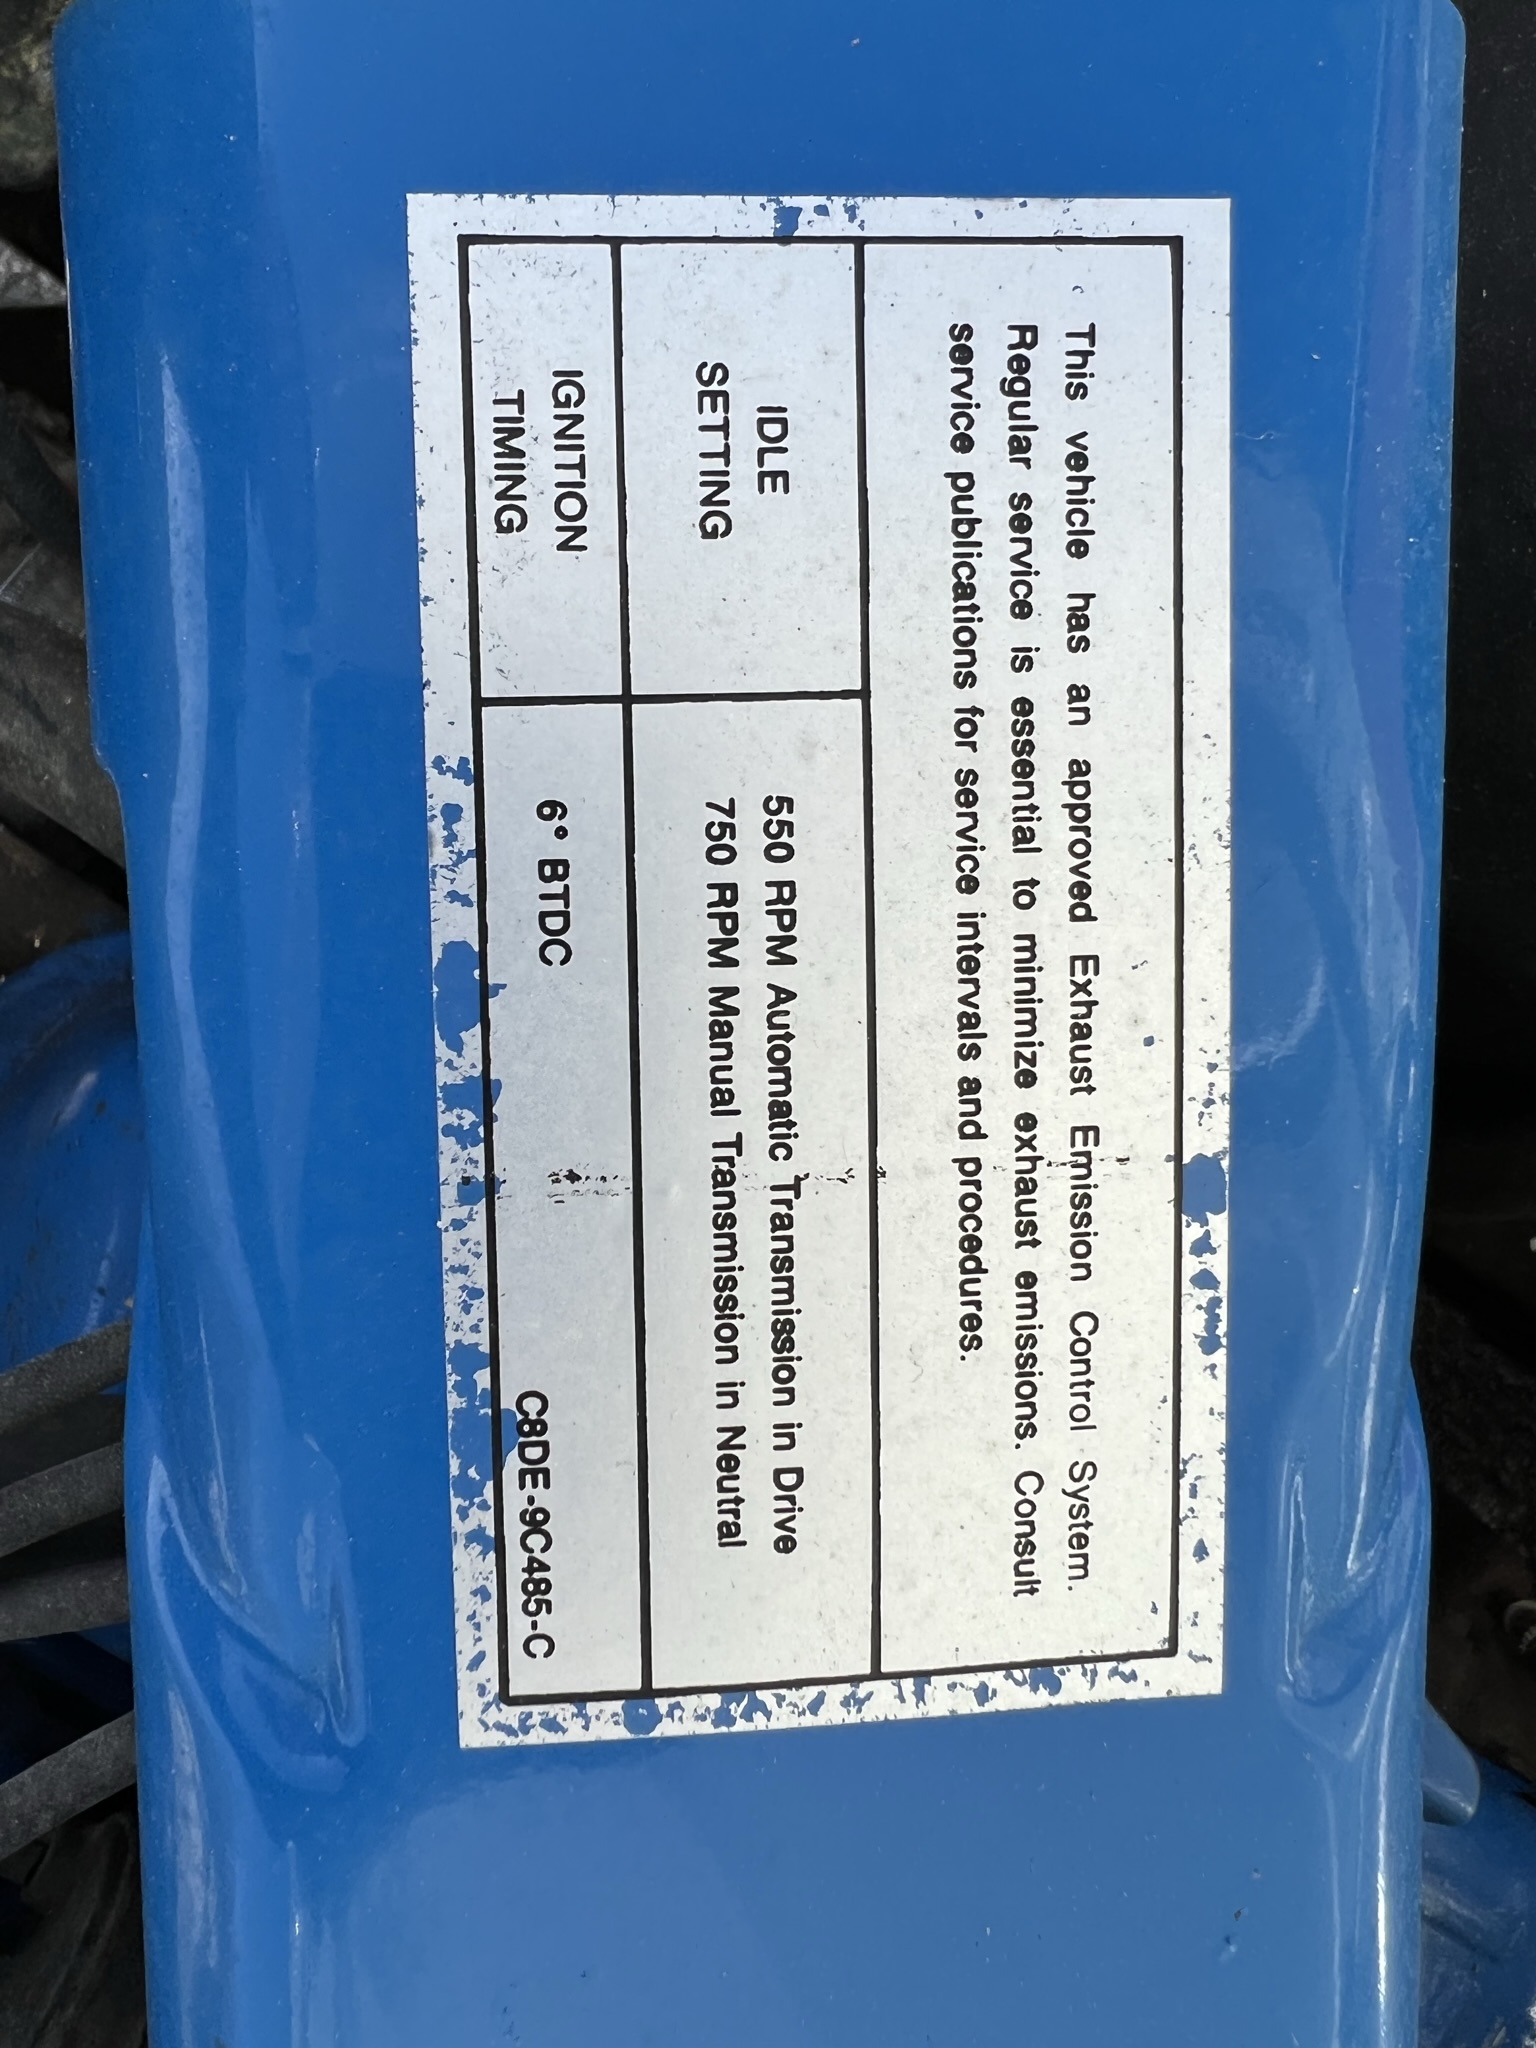 This vehicle has an approved Exhaust Emission Control System.
Regular service is essential to minimize exhaust emissions. Consult
service publications for service intervals and procedures.
IDLE
SETTING
550 RPM Automatic Transmission in Drive
750 RPM Manual Transmission in Neutral
IGNITION
TIMING
6° BTDC
C8DE-9C485-C